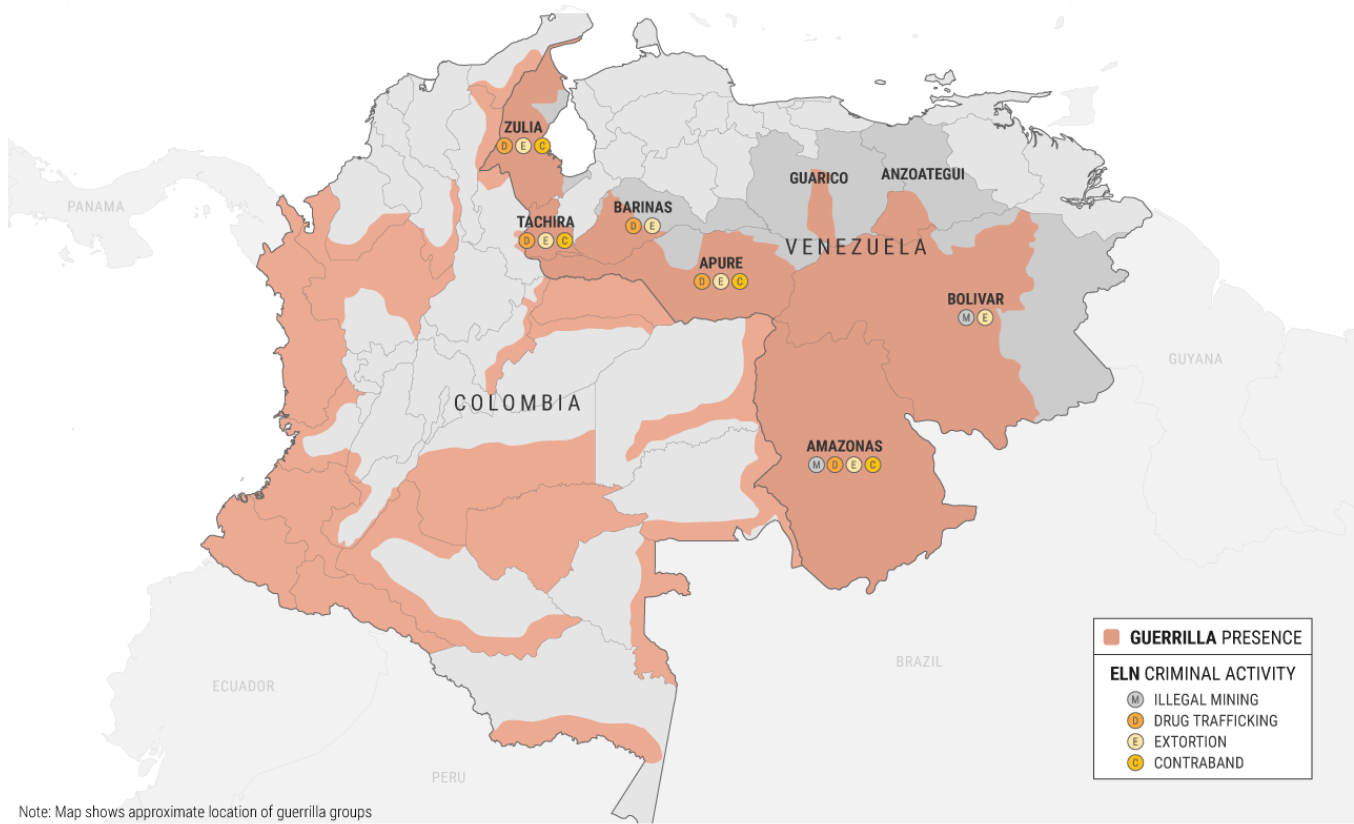 ZULIA
D E C
PANAMA
GUARICO
ANZOATEGUI
BARINAS
D E
TACHIRA
D E C
VENEZUELA
APURE
D E C
BOLIVAR
M E
GUYANA
COLOMBIA
AMAZONAS
M D E C
BRAZIL
ECUADOR
PERU
GUERRILLA PRESENCE
ELN CRIMINAL ACTIVITY
M ILLEGAL MINING
D DRUG TRAFFICKING
E EXTORTION
C CONTRABAND
Note: Map shows approximate location of guerrilla groups